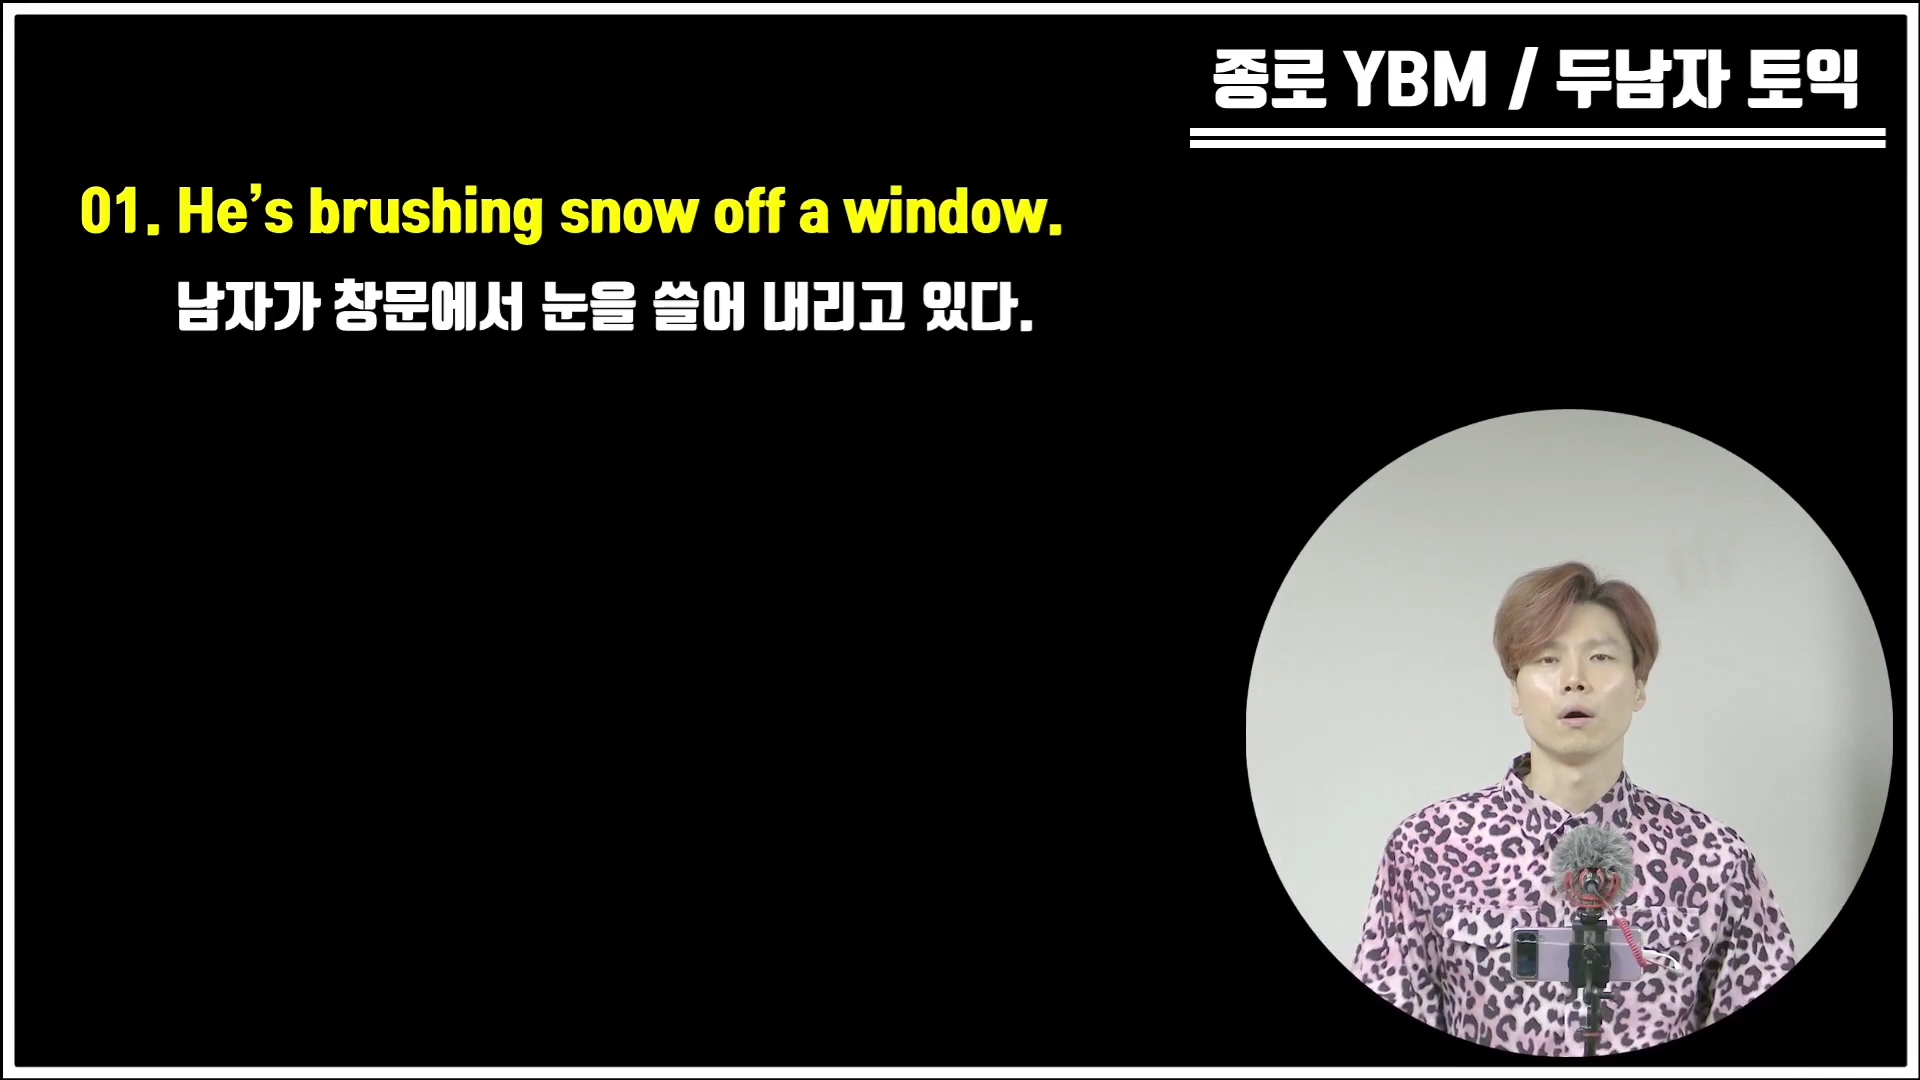 종로 YBM / 두남자 토익
01. He’s brushing snow off a window.
남자가 창문에서 눈을 쓸어 내리고 있다.